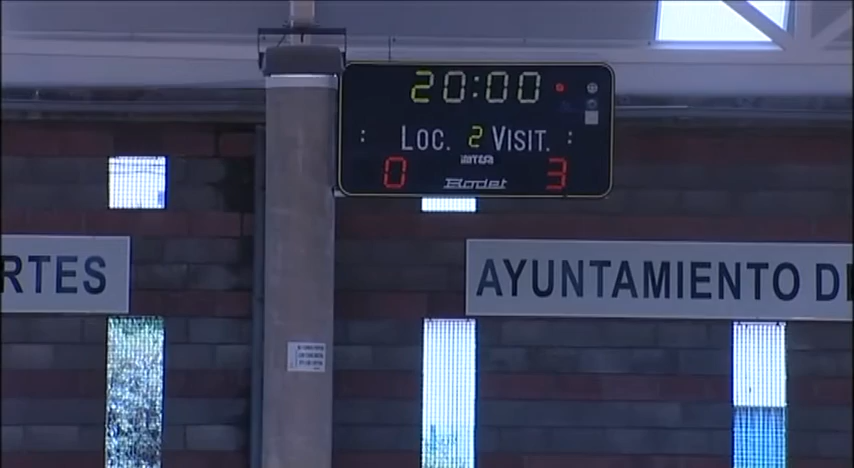 20:00
: LOC. 2 VISIT. :
0 3
Bodet
RTES
AYUNTAMIENTO D